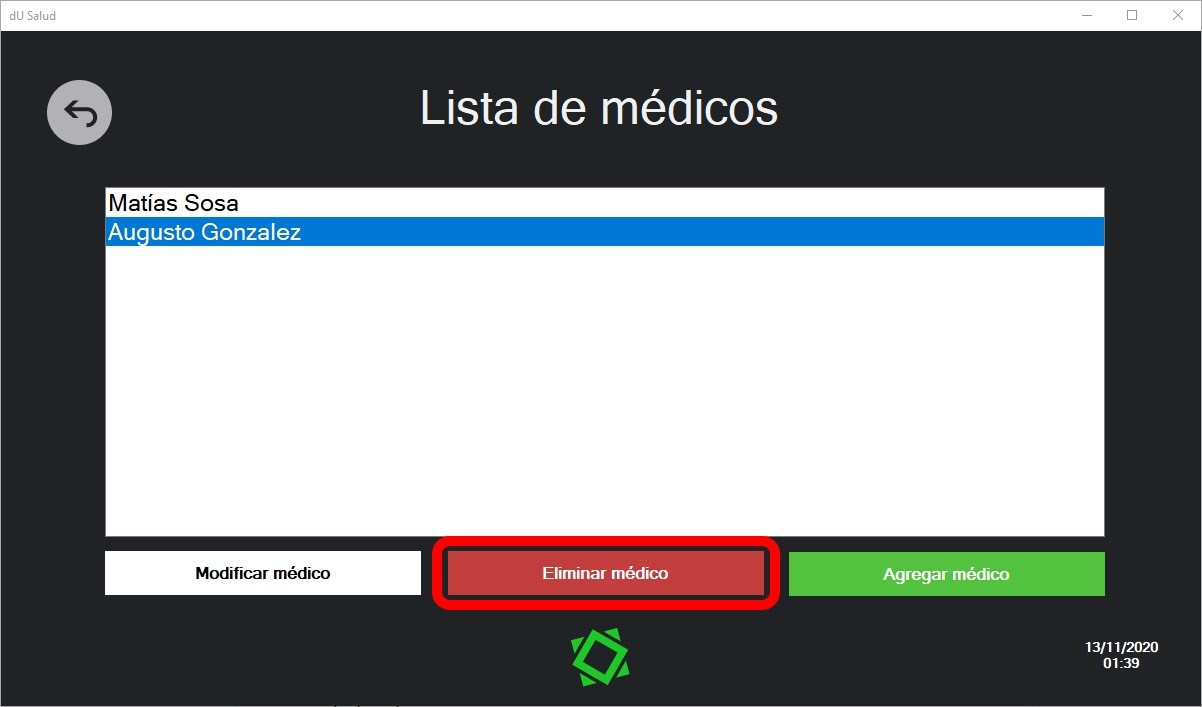 dU Salud
Lista de médicos
Matías Sosa
Augusto Gonzalez
Modificar médico
Eliminar médico
Agregar médico
13/11/2020
01:39